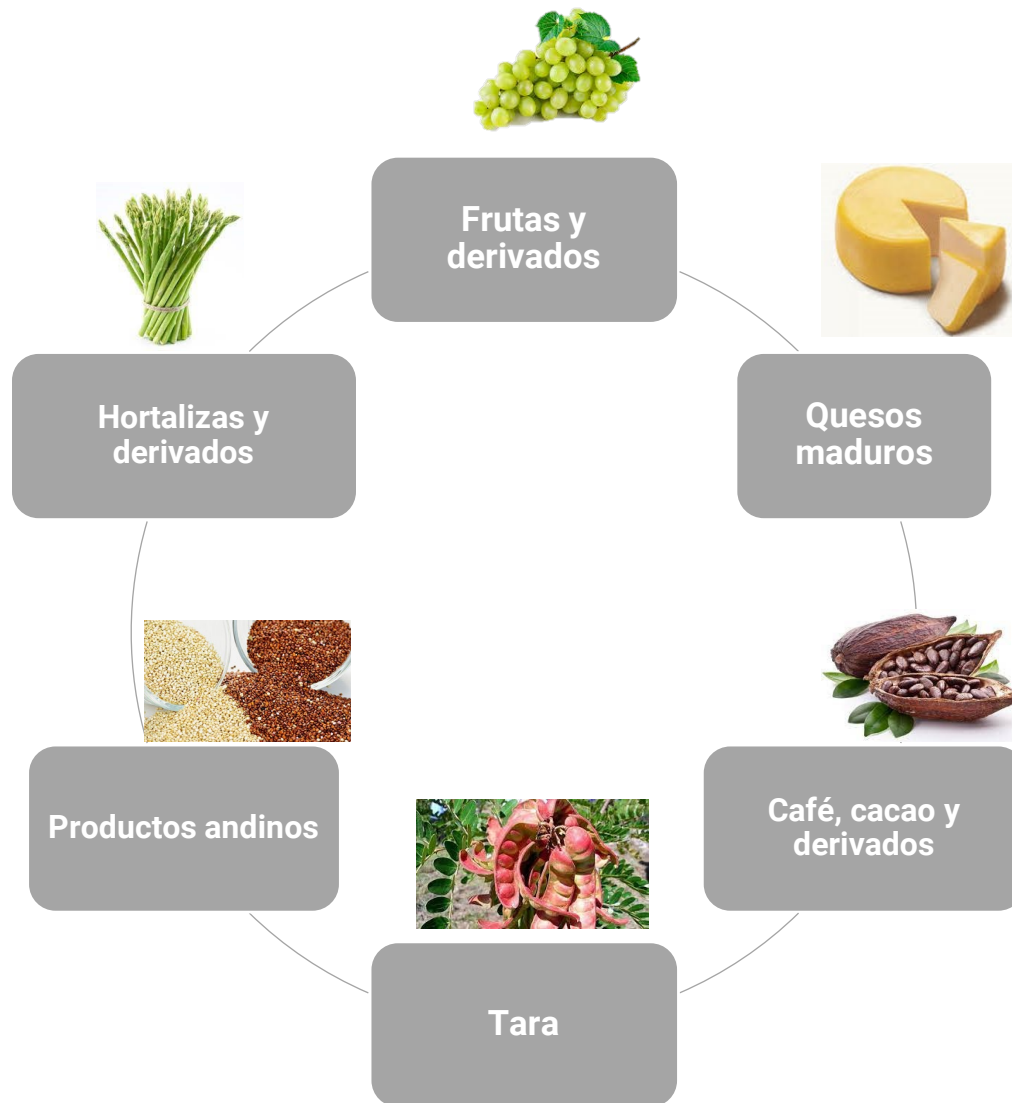 Frutas y
derivados
Hortalizas y
derivados
Quesos
maduros
Productos andinos
Café, cacao y
derivados
Tara